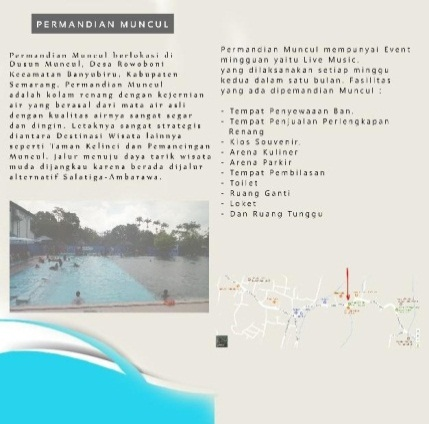 PERMANDIAN MUNCUL
Permandian Muncul berlokasi di
Dusun Muncul, Desa Rowoboni
Kecamatan Banyubiru, Kabupaten
Semarang. Permandian Muncul
adalah kolam renang dengan kejernian
air yang berasal dari mata air asli
dengan kualitas airnya sangat segar
dan dingin. Letaknya sangat strategis
diantara Destinasi Wisata lainnya
seperti Taman Kelinci dan Pemancingan
Muncul. Jalur menuju daya tarik wisata
muda dijangkau karena berada dijalur
alternatif Salatiga-Ambarawa.
Permandian Muncul mempunyai Event
mingguan yaitu Live Music.
yang dilaksanakan setiap minggu
kedua dalam satu bulan. Fasilitas
yang ada dipemandian Muncul :
- Tempat Penyewaaan Ban.
- Tempat Penjualan Perlengkapan
Renang
- Kios Souvenir.
- Arena Kuliner
- Arena Parkir
- Tempat Pembilasan
- Toilet
- Ruang Ganti
- Loket
- Dan Ruang Tunggu